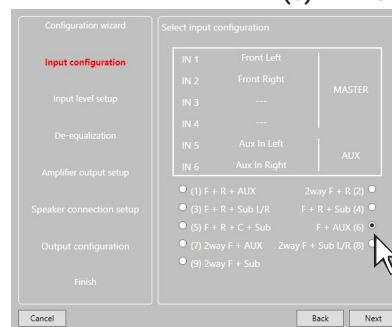 Configuration wizard
Input configuration
Input level setup
De-equalization
Amplifier output setup
Speaker connection setup
Output configuration
Finish
Select input configuration
IN 1 Front Left
IN 2 Front Right
IN 3 ---
IN 4 ---
MASTER
IN 5 Aux In Left
IN 6 Aux In Right
AUX
(1) F + R + AUX 2way F + R (2)
(3) F + R + Sub L/R F + R + Sub (4)
(5) F + R + C + Sub F + AUX (6)
(7) 2way F + AUX 2way F + Sub L/R (8)
(9) 2way F + Sub
Cancel Back Next